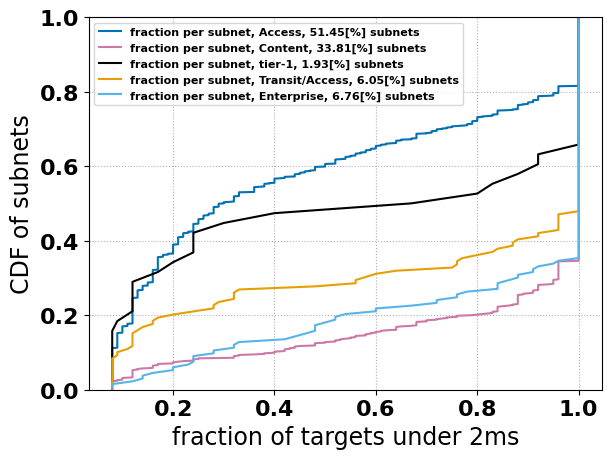 fraction per subnet, Access, 51.45[%] subnets
fraction per subnet, Content, 33.81[%] subnets
fraction per subnet, tier-1, 1.93[%] subnets
fraction per subnet, Transit/Access, 6.05[%] subnets
fraction per subnet, Enterprise, 6.76[%] subnets
CDF of subnets
1.0
0.8
0.6
0.4
0.2
0.0
0.2 0.4 0.6 0.8 1.0
fraction of targets under 2ms